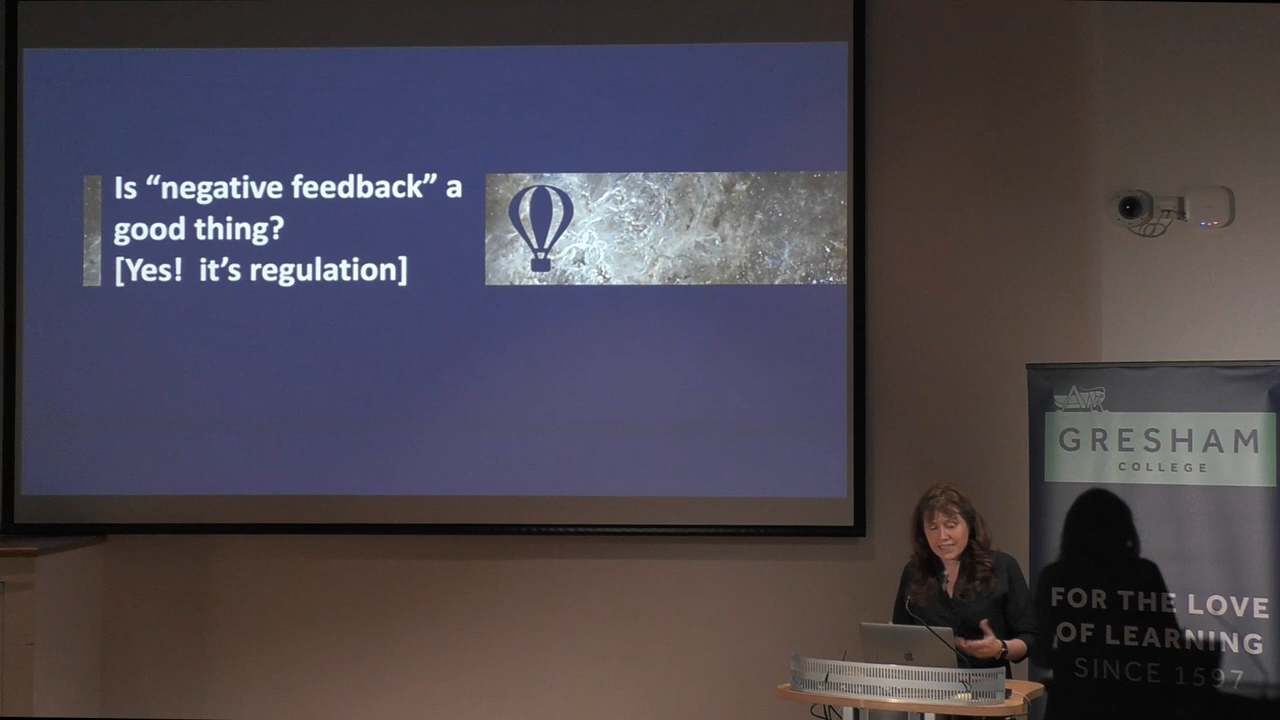 Is “negative feedback” a
good thing?
[Yes!  it’s regulation]
GRESHAM
COLLEGE
FOR THE LOVE
OF LEARNING
SINCE 1597